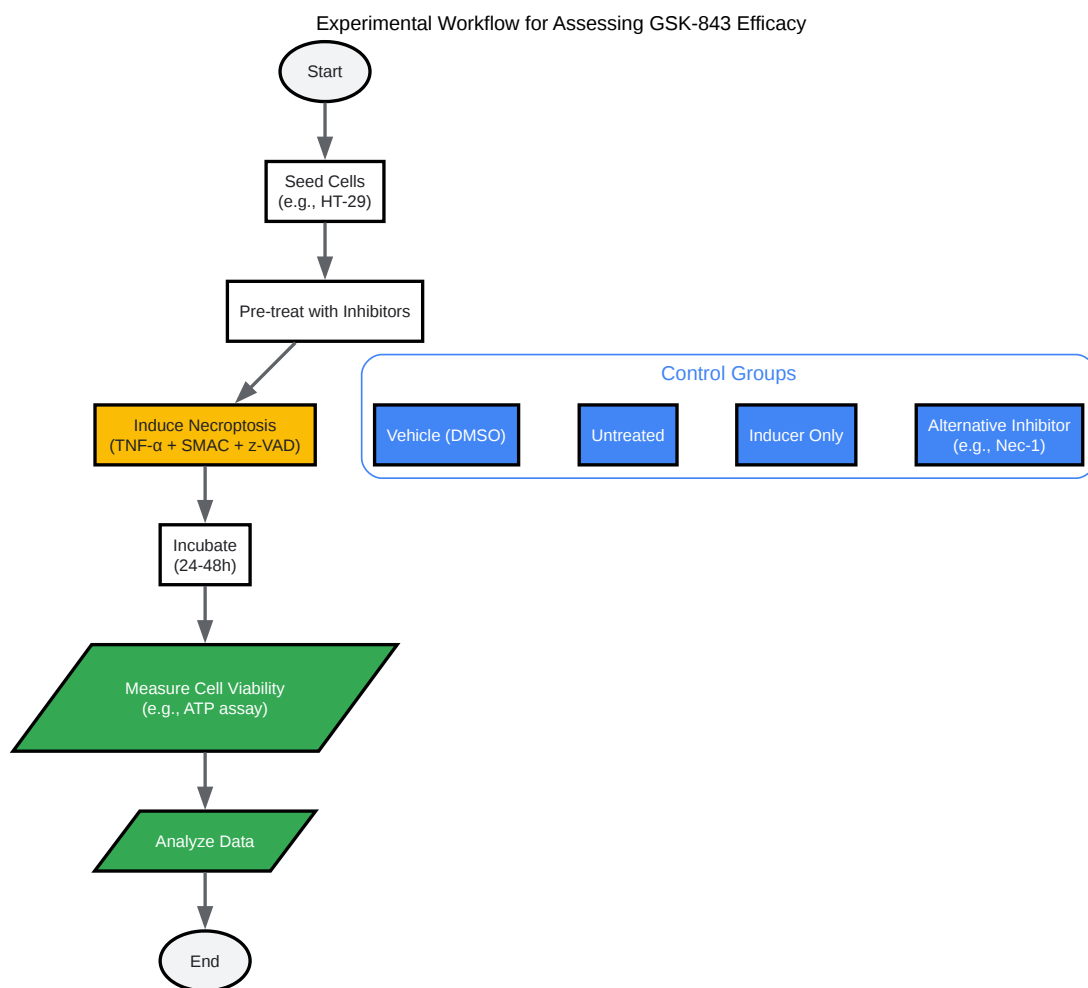 Experimental Workflow for Assessing GSK-843 Efficacy
Start
Seed Cells
(e.g., HT-29)
Pre-treat with Inhibitors
Control Groups
Induce Necroptosis
(TNF-α + SMAC + z-VAD)
Vehicle (DMSO)
Untreated
Inducer Only
Alternative Inhibitor
(e.g., Nec-1)
Incubate
(24-48h)
Measure Cell Viability
(e.g., ATP assay)
Analyze Data
End